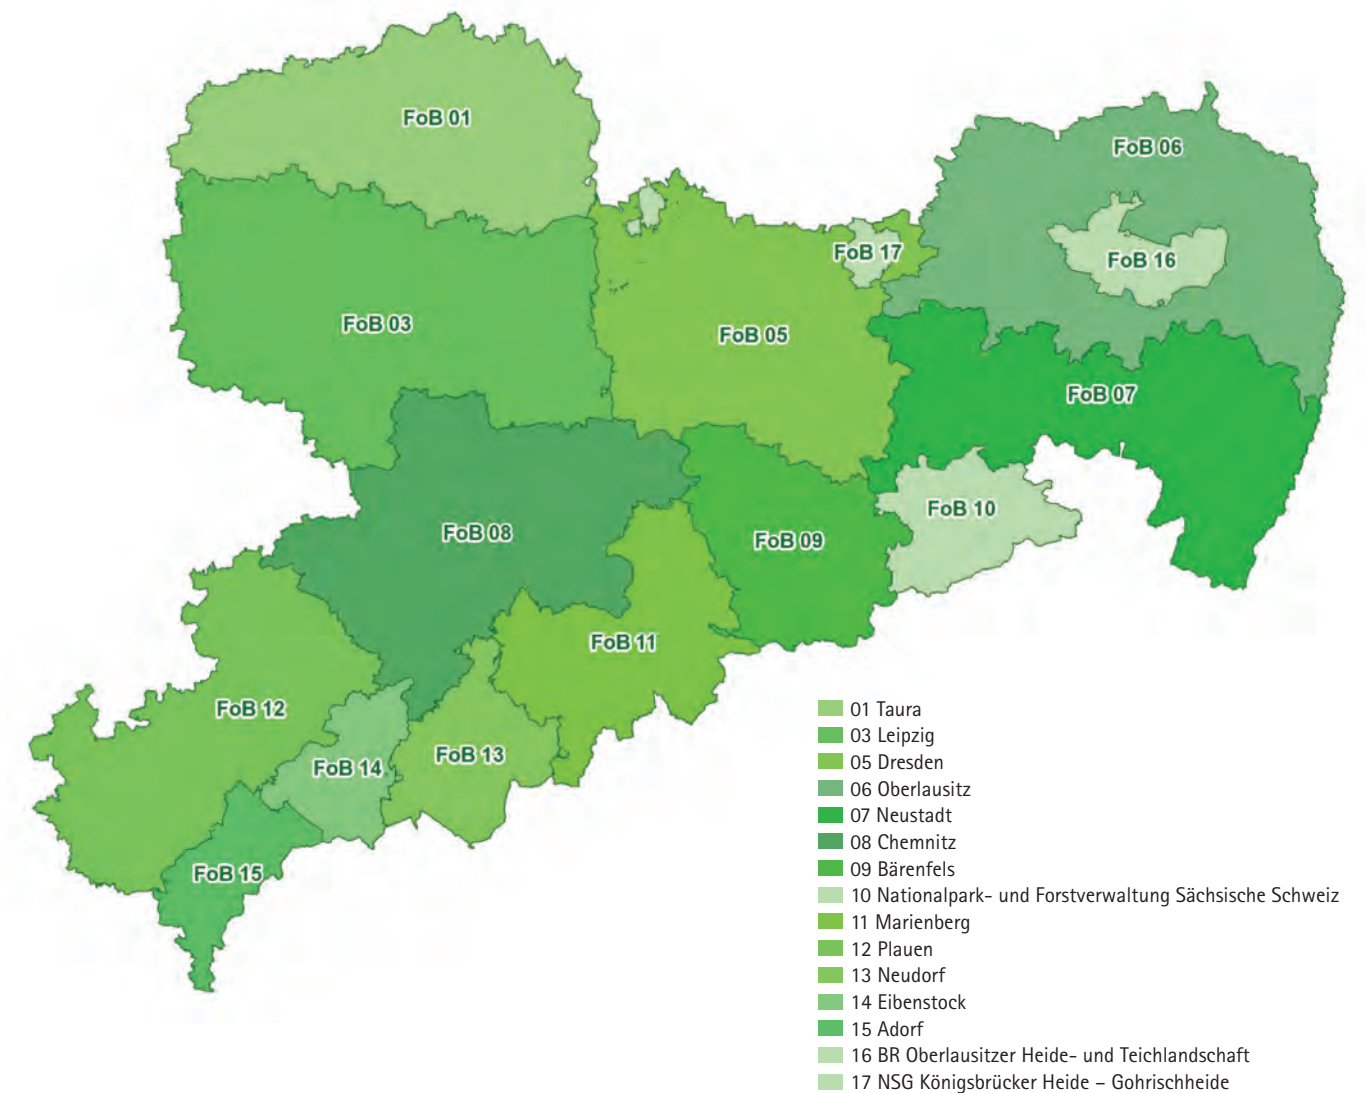 FoB 01
FoB 06
FoB 17
FoB 16
FoB 03
FoB 05
FoB 07
FoB 10
FoB 08
FoB 09
FoB 11
FoB 12
FoB 13
FoB 14
FoB 15
01 Taura
03 Leipzig
05 Dresden
06 Oberlausitz
07 Neustadt
08 Chemnitz
09 Bärenfels
10 Nationalpark- und Forstverwaltung Sächsische Schweiz
11 Marienberg
12 Plauen
13 Neudorf
14 Eibenstock
15 Adorf
16 BR Oberlausitzer Heide- und Teichlandschaft
17 NSG Königsbrücker Heide – Gohrischheide